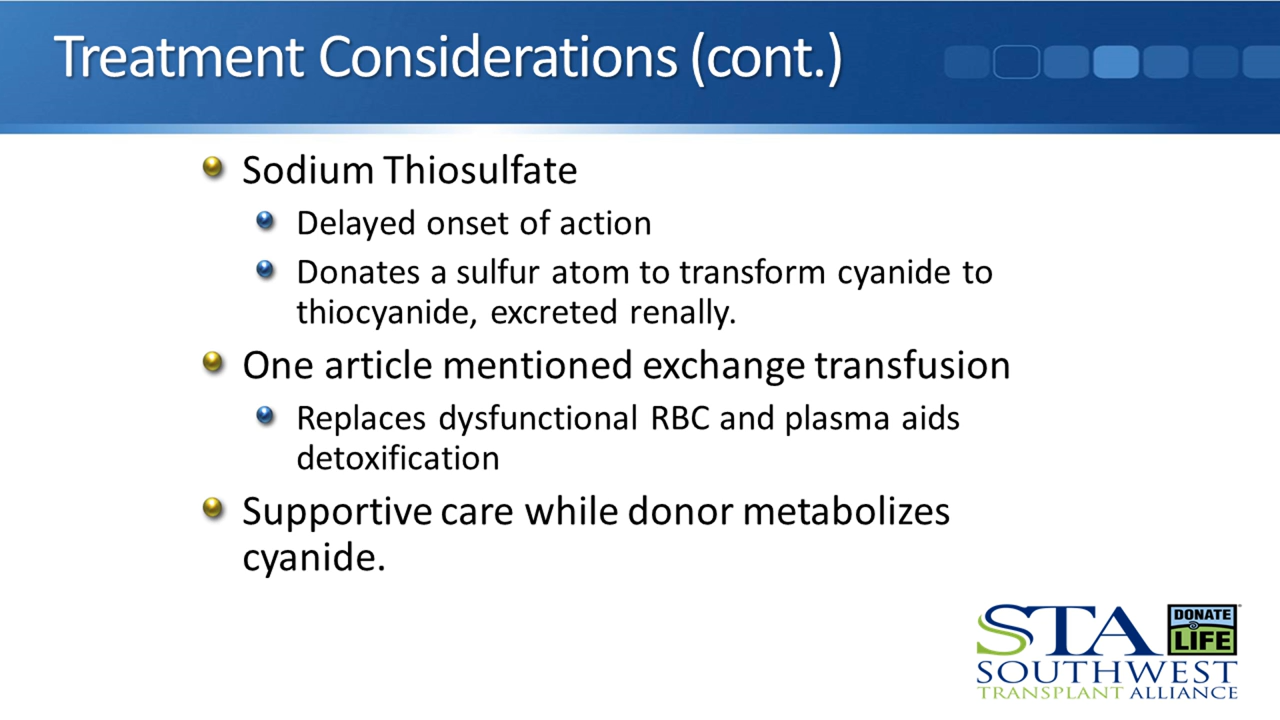 Treatment Considerations (cont.)
Sodium Thiosulfate
Delayed onset of action
Donates a sulfur atom to transform cyanide to
thiocyanide, excreted renally.
One article mentioned exchange transfusion
Replaces dysfunctional RBC and plasma aids
detoxification
Supportive care while donor metabolizes
cyanide.
STA
DONATE
LIFE
SOUTHWEST
TRANSPLANT ALLIANCE